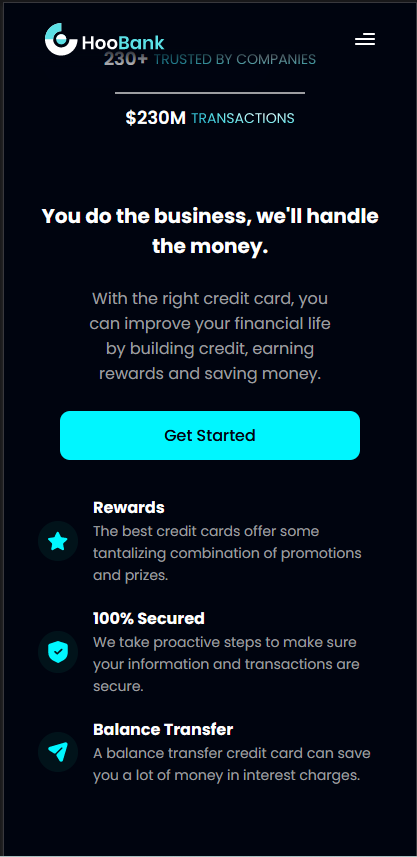 HooBank
230+ TRUSTED BY COMPANIES
$230M TRANSACTIONS
You do the business, we'll handle
the money.
With the right credit card, you
can improve your financial life
by building credit, earning
rewards and saving money.
Get Started
Rewards
The best credit cards offer some
tantalizing combination of promotions
and prizes.
100% Secured
We take proactive steps to make sure
your information and transactions are
secure.
Balance Transfer
A balance transfer credit card can save
you a lot of money in interest charges.